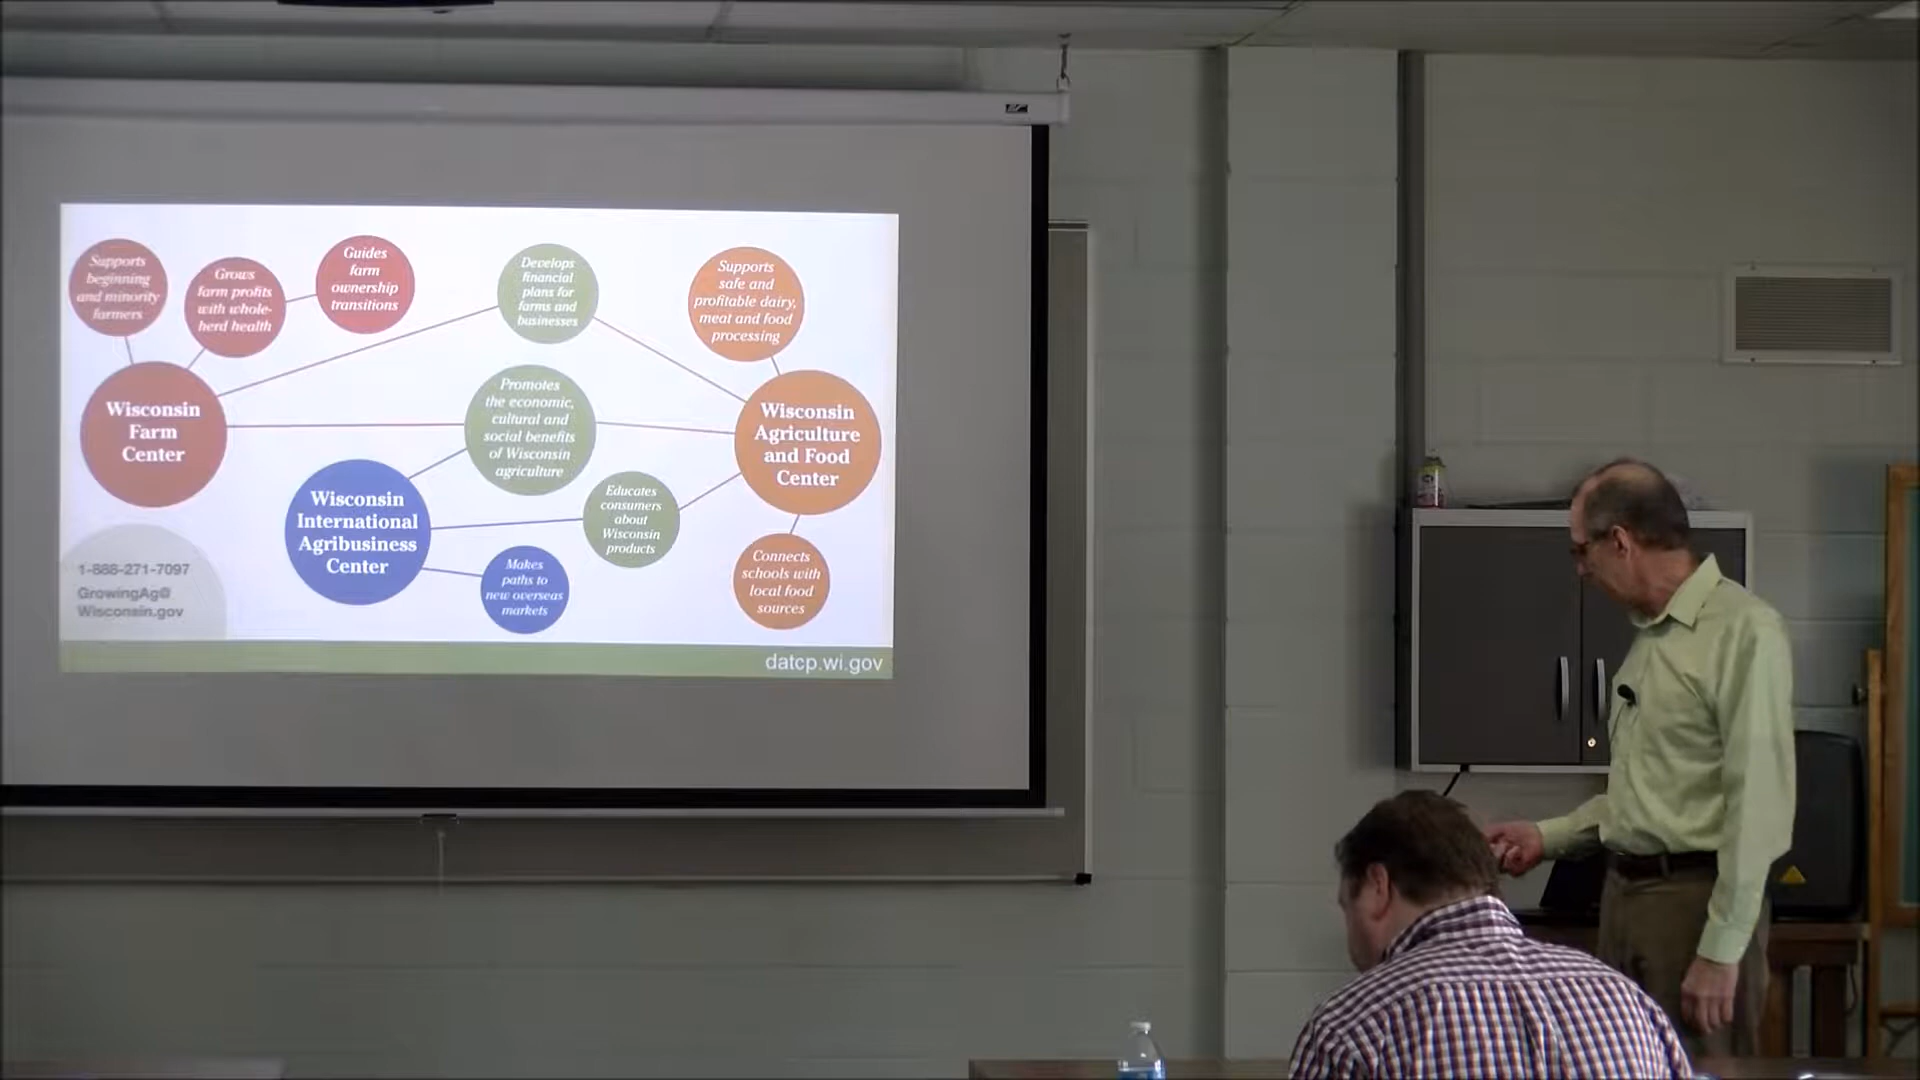 Supports
beginning
and minority
farmers
Grows
farm profits
with whole-
herd health
Guides
farm
ownership
transitions
Develops
financial
plans for
farms and
businesses
Supports
safe and
profitable dairy,
meat and food
processing
Wisconsin
Farm
Center
Promotes
the economic,
cultural and
social benefits
of Wisconsin
agriculture
Wisconsin
Agriculture
and Food
Center
Wisconsin
International
Agribusiness
Center
Educates
consumers
about
Wisconsin
products
Makes
paths to
new overseas
markets
Connects
schools with
local food
sources
1-888-271-7097
GrowingAg@
Wisconsin.gov
datcp.wi.gov